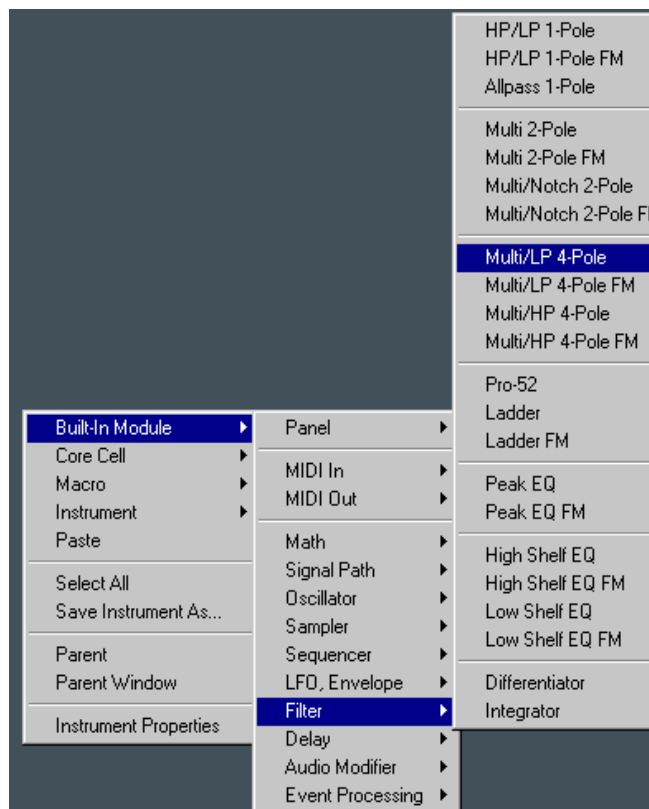 HP/LP 1-Pole
HP/LP 1-Pole FM
Allpass 1-Pole
Multi 2-Pole
Multi 2-Pole FM
Multi/Notch 2-Pole
Multi/Notch 2-Pole
Multi/LP 4-Pole
Multi/LP 4-Pole FM
Multi/HP 4-Pole
Multi/HP 4-Pole FM
Pro-52
Ladder
Ladder FM
Peak EQ
Peak EQ FM
High Shelf EQ
High Shelf EQ FM
Low Shelf EQ
Low Shelf EQ FM
Differentiator
Integrator
Built-In Module
Core Cell
Macro
Instrument
Paste
Select All
Save Instrument As...
Parent
Parent Window
Instrument Properties
Panel
MIDI In
MIDI Out
Math
Signal Path
Oscillator
Sampler
Sequencer
LFO, Envelope
Filter
Delay
Audio Modifier
Event Processing